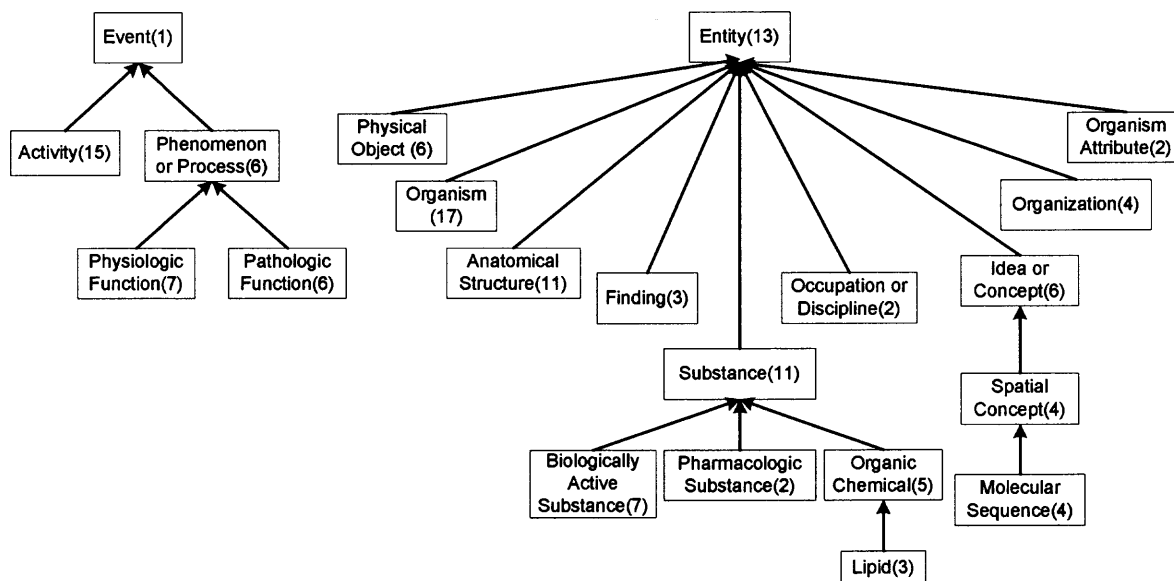 Event(1)
Entity(13)
Activity(15)
Phenomenon
or Process(6)
Physiologic
Function(7)
Pathologic
Function(6)
Physical
Object (6)
Organism
(17)
Anatomical
Structure(11)
Finding(3)
Occupation or
Discipline(2)
Idea or
Concept(6)
Organization(4)
Organism
Attribute(2)
Substance(11)
Spatial
Concept(4)
Biologically
Active
Substance(7)
Pharmacologic
Substance(2)
Organic
Chemical(5)
Molecular
Sequence(4)
Lipid(3)